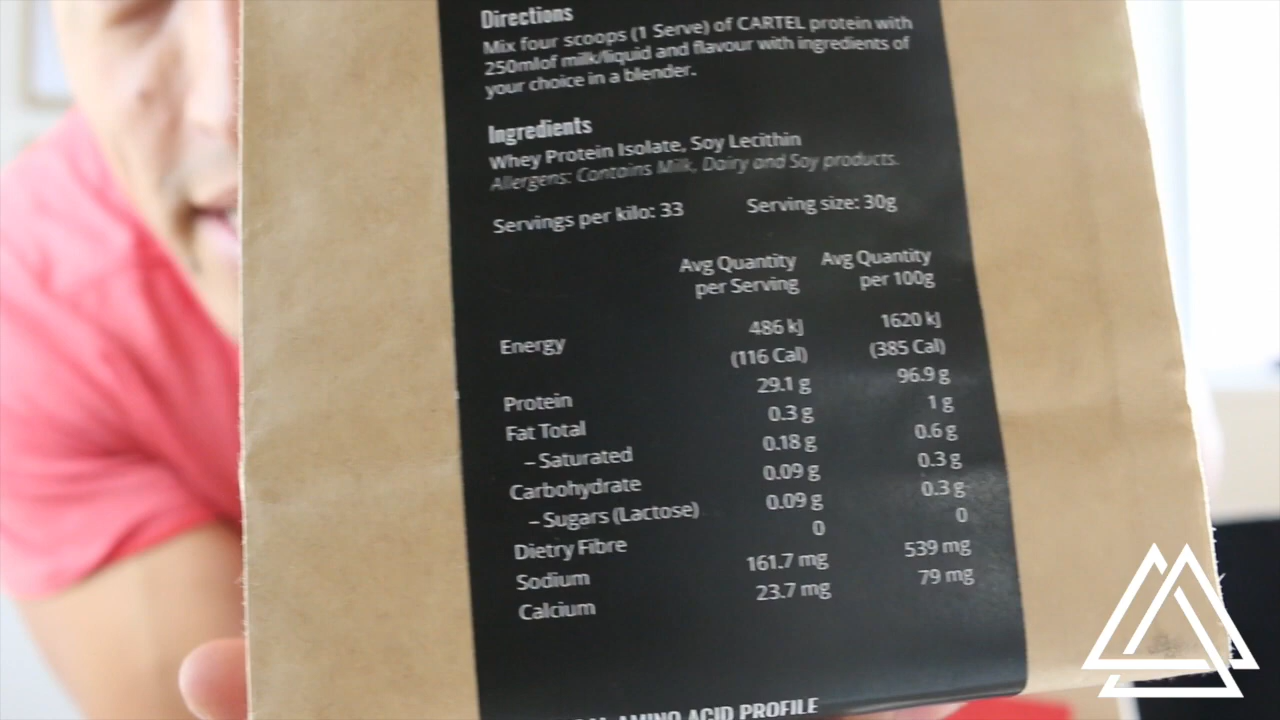 Directions
Mix four scoops (1 Serve) of CARTEL protein with
250mlof milk/liquid and flavour with ingredients of
your choice in a blender.
Ingredients
Whey Protein Isolate, Soy Lecithin
Allergens: Contains Milk, Dairy and Soy products.
Servings per kilo: 33 Serving size: 30g
Avg Quantity Avg Quantity
per Serving per 100g
Energy 486 kJ 1620 kJ
(116 Cal) (385 Cal)
Protein 29.1 g 96.9 g
Fat Total 0.3 g 1 g
– Saturated 0.18 g 0.6 g
Carbohydrate 0.09 g 0.3 g
– Sugars (Lactose) 0.09 g 0.3 g
Dietry Fibre 0 0
Sodium 161.7 mg 539 mg
Calcium 23.7 mg 79 mg
AMINO ACID PROFILE